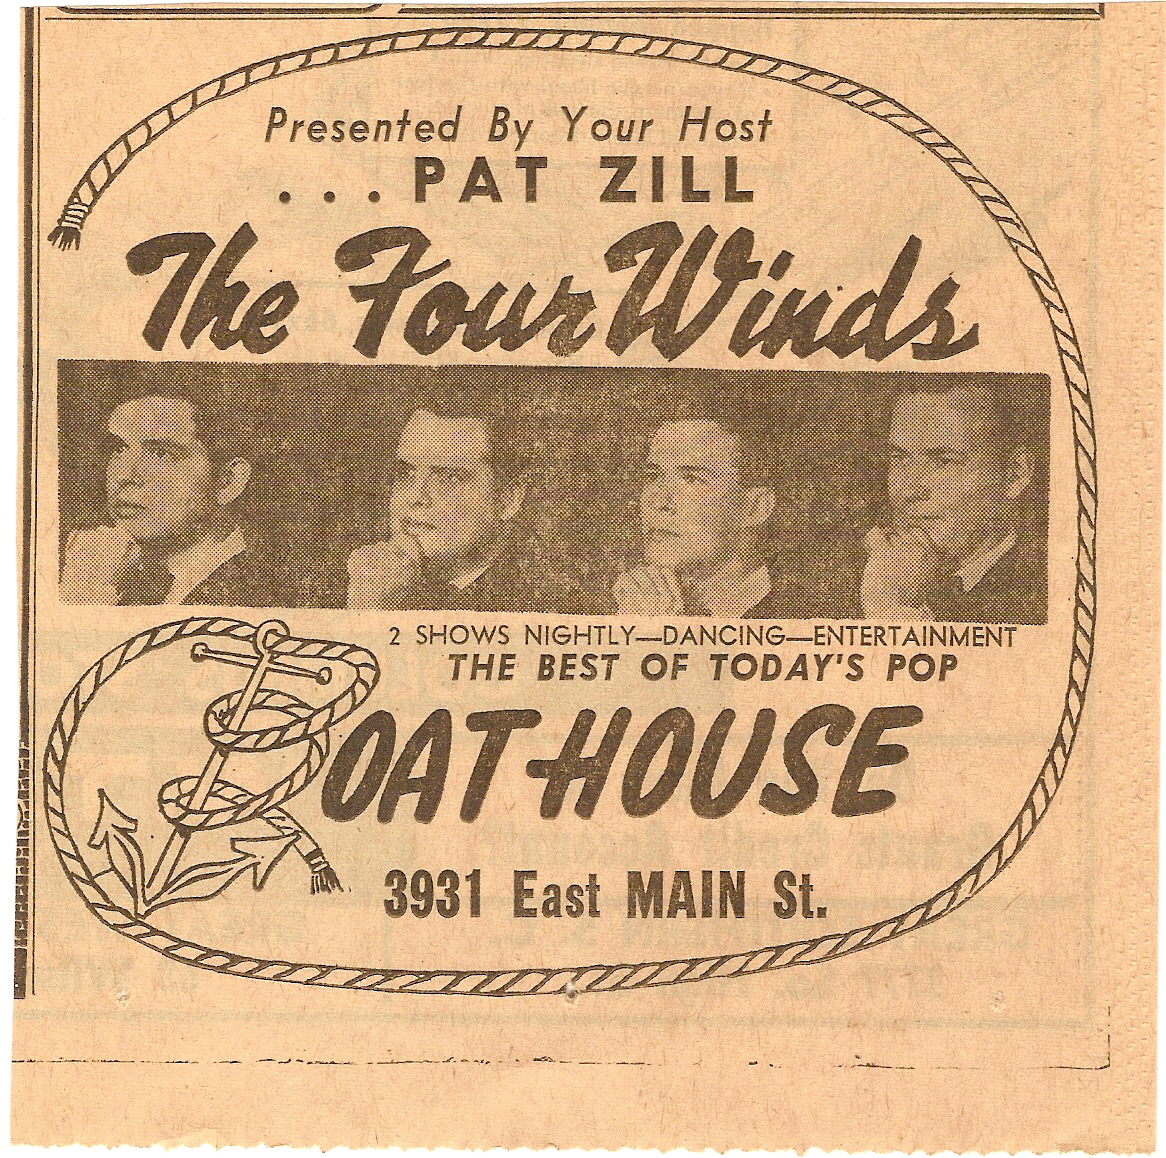 Presented By Your Host
...PAT ZILL
The Four Winds
2 SHOWS NIGHTLY—DANCING—ENTERTAINMENT
THE BEST OF TODAY'S POP
BOAT HOUSE
3931 East MAIN St.